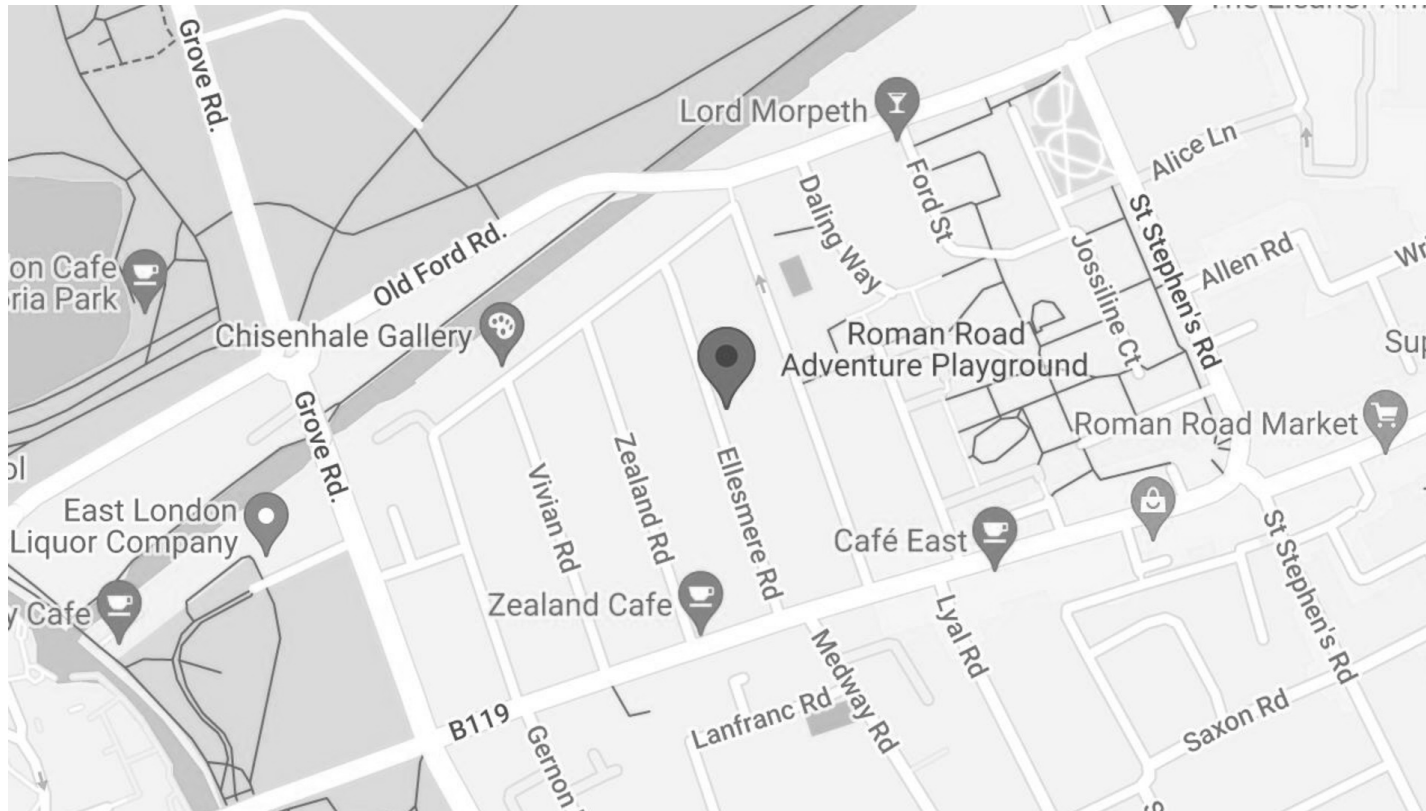 Grove Rd.
Lord Morpeth
Alice Ln
Daling Way
Ford St
St Stephen's Rd
Jossiline Ct
Allen Rd
Old Ford Rd.
Chisenhale Gallery
Roman Road
Adventure Playground
Grove Rd.
Roman Road Market
Vivian Rd
Zealand Rd
Ellesmere Rd
East London
Liquor Company
Café East
St Stephen's Rd
Cafe
Zealand Cafe
Medway Rd
Lyal Rd
B119
Lanfranc Rd
Saxon Rd
Gernon